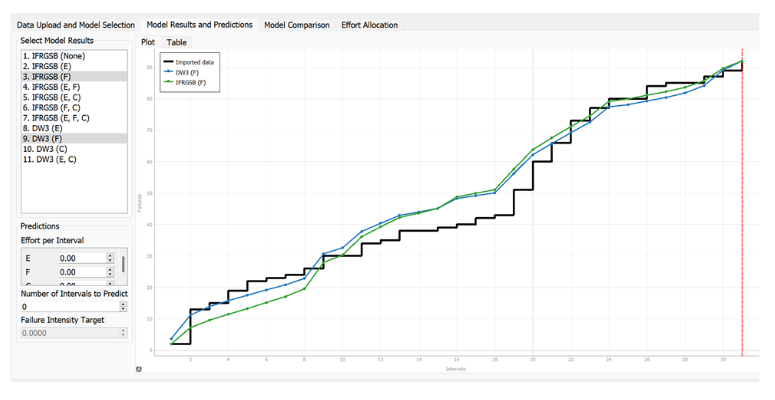 Data Upload and Model Selection
Model Results and Predictions
Model Comparison
Effort Allocation
Select Model Results
1. IFRGSB (None)
2. IFRGSB (E)
3. IFRGSB (F)
4. IFRGSB (E, F)
5. IFRGSB (E, C)
6. IFRGSB (F, C)
7. IFRGSB (E, F, C)
8. DW3 (E)
9. DW3 (F)
10. DW3 (C)
11. DW3 (E, C)
Predictions
Effort per Interval
E 0.00
F 0.00
Number of Intervals to Predict
0
Failure Intensity Target
0.0000
Plot
Table
Imported data
DW3 (F)
IFRGSB (F)
Failures
90
80
70
60
50
40
30
20
10
0
2 4 6 8 10 12 14 16 18 20 22 24 26 28 30
Intervals
A